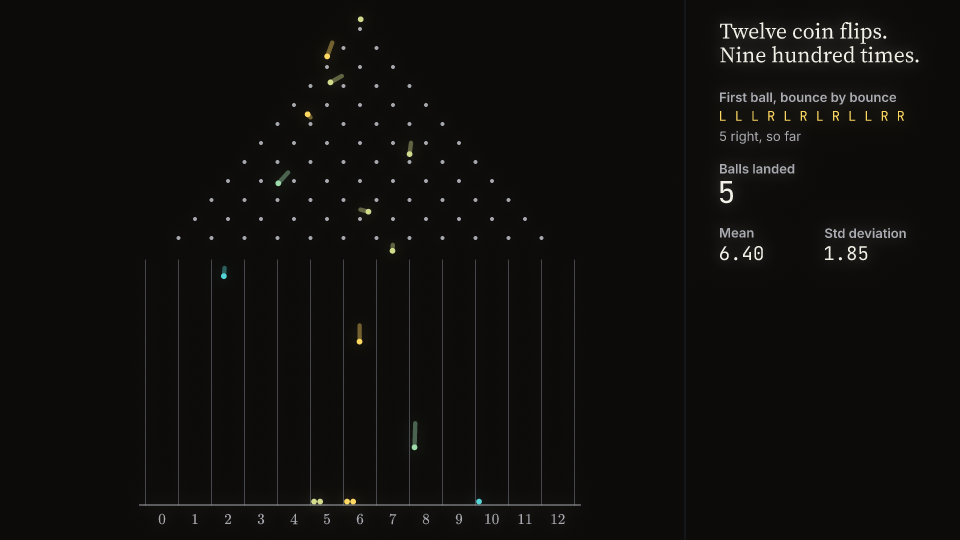 Twelve coin flips.
Nine hundred times.
First ball, bounce by bounce
L L L R L R L R L L R R
5 right, so far
Balls landed
5
Mean Std deviation
6.40 1.85
0 1 2 3 4 5 6 7 8 9 10 11 12